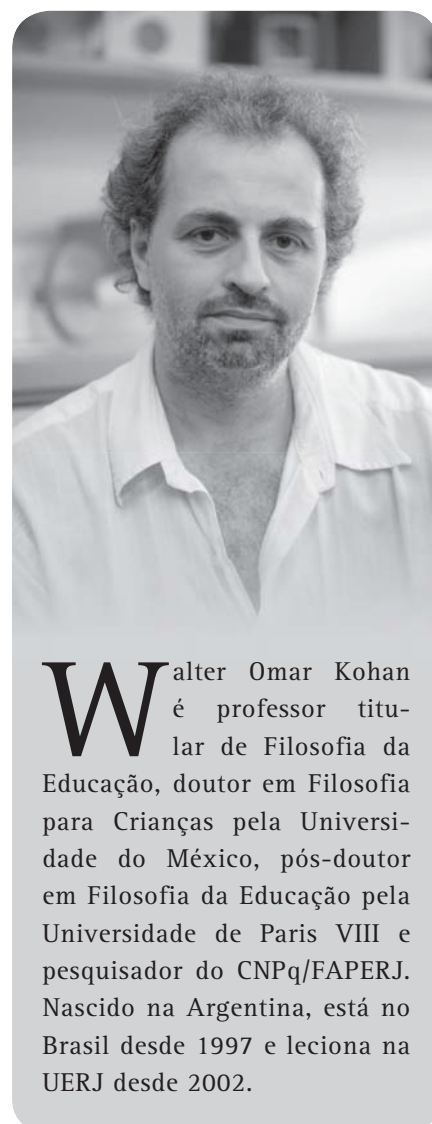 Walter Omar Kohan
é professor titu-
lar de Filosofia da
Educação, doutor em Filosofia
para Crianças pela Universi-
dade do México, pós-doutor
em Filosofia da Educação pela
Universidade de Paris VIII e
pesquisador do CNPq/FAPERJ.
Nascido na Argentina, está no
Brasil desde 1997 e leciona na
UERJ desde 2002.